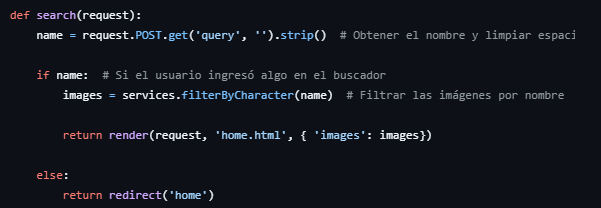 def search(request):
    name = request.POST.get('query', '').strip()  # Obtener el nombre y limpiar espaci
    if name:  # Si el usuario ingresó algo en el buscador
        images = services.filterByCharacter(name)  # Filtrar las imágenes por nombre
        return render(request, 'home.html', { 'images': images})
    else:
        return redirect('home')